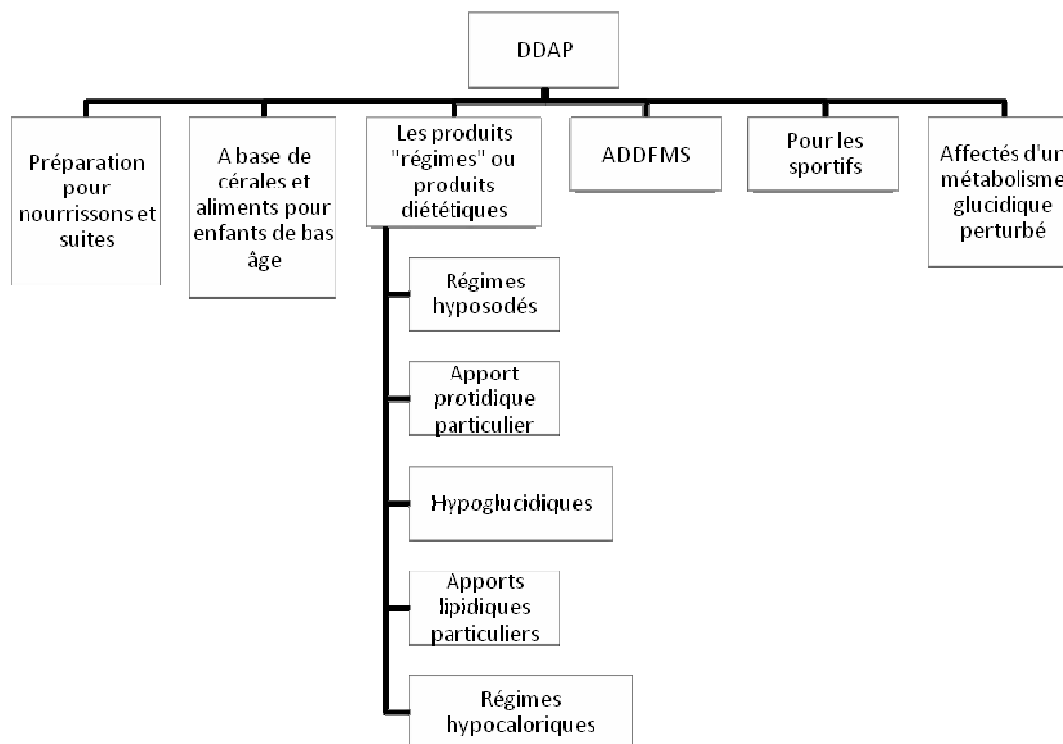 DDAP
Préparation
pour
nourrissons et
suites
A base de
cérales et
aliments pour
enfants de bas
âge
Les produits
"régimes" ou
produits
diététiques
ADDFMS
Pour les
sportifs
Affectés d'un
métabolisme
glucidique
perturbé
Régimes
hyposodés
Apport
protidique
particulier
Hypoglucidiques
Apports
lipidiques
particuliers
Régimes
hypocaloriques